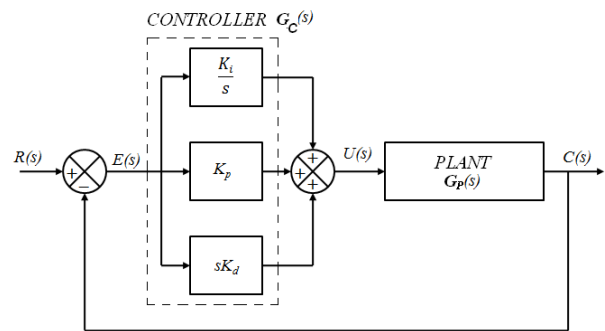 CONTROLLER G_C(s)
K_i
s
+
R(s)
E(s)
+
−
K_p
+
+
+
U(s)
PLANT
G_P(s)
C(s)
sK_d